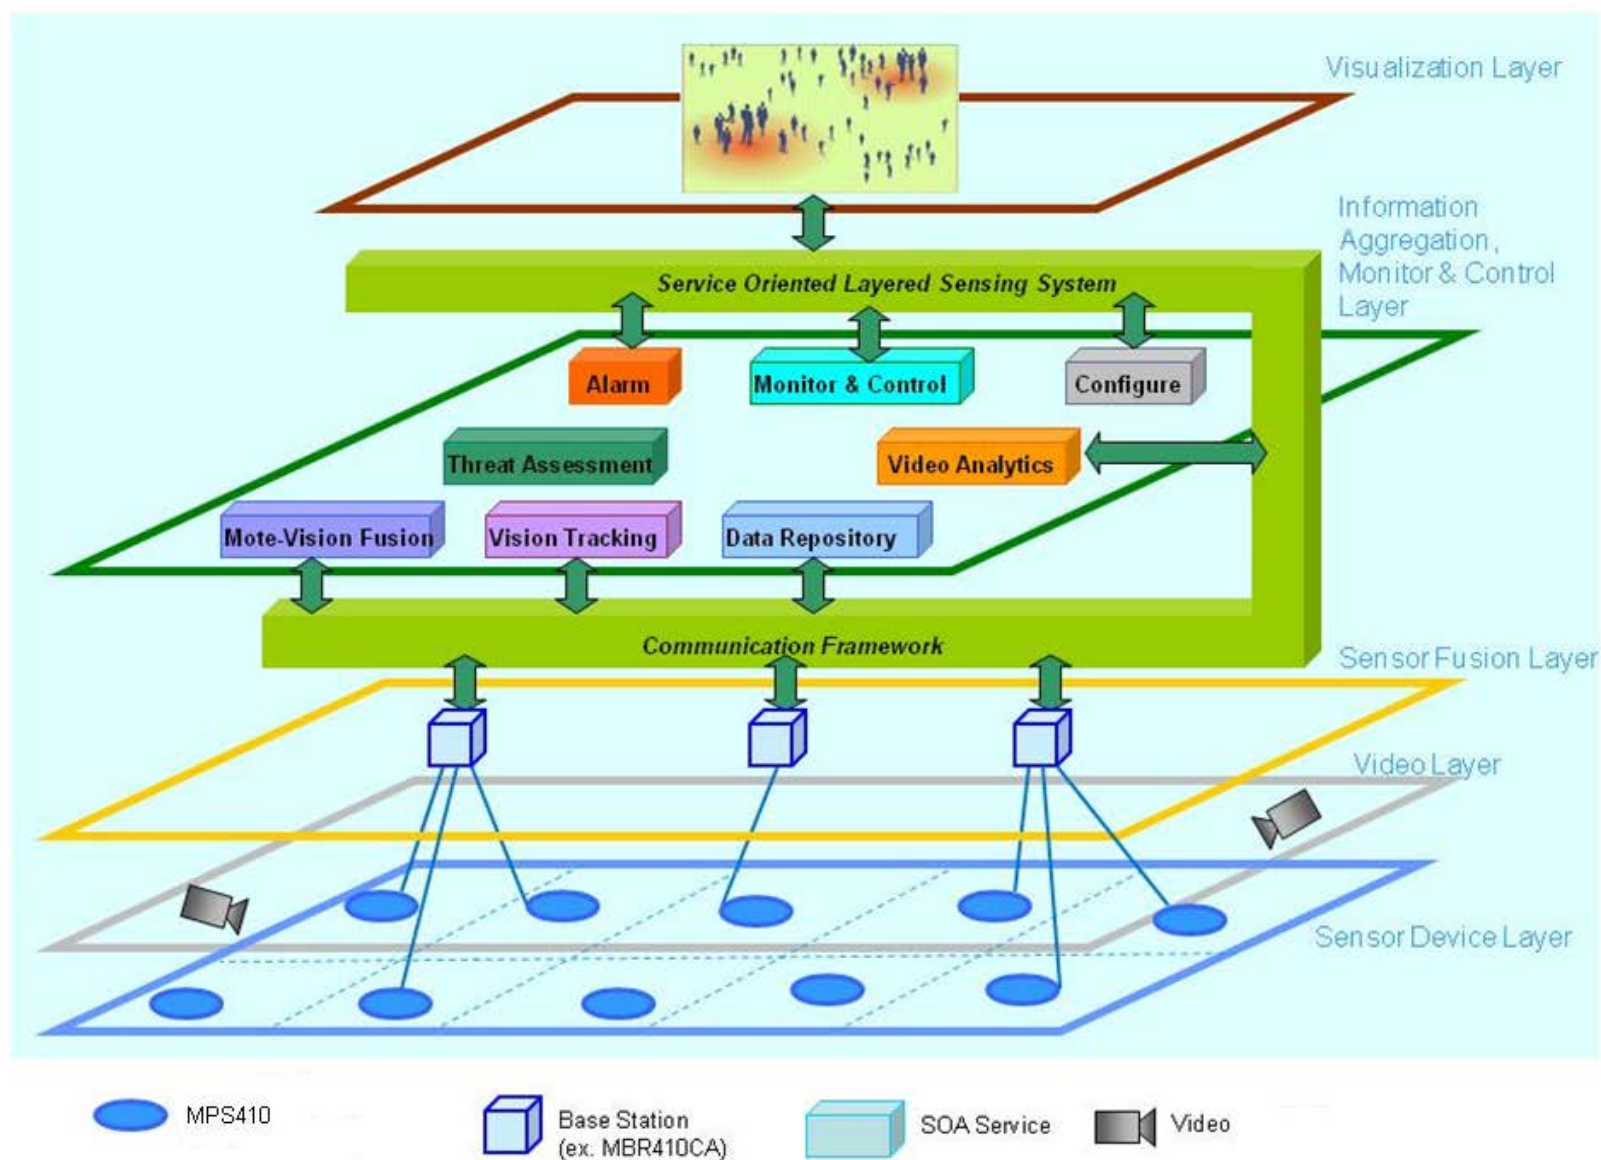 Visualization Layer
Information
Aggregation,
Monitor & Control
Layer
Service Oriented Layered Sensing System
Alarm
Monitor & Control
Configure
Threat Assessment
Video Analytics
Mote-Vision Fusion
Vision Tracking
Data Repository
Communication Framework
Sensor Fusion Layer
Video Layer
Sensor Device Layer
MPS410
Base Station
(ex. MBR410CA)
SOA Service
Video